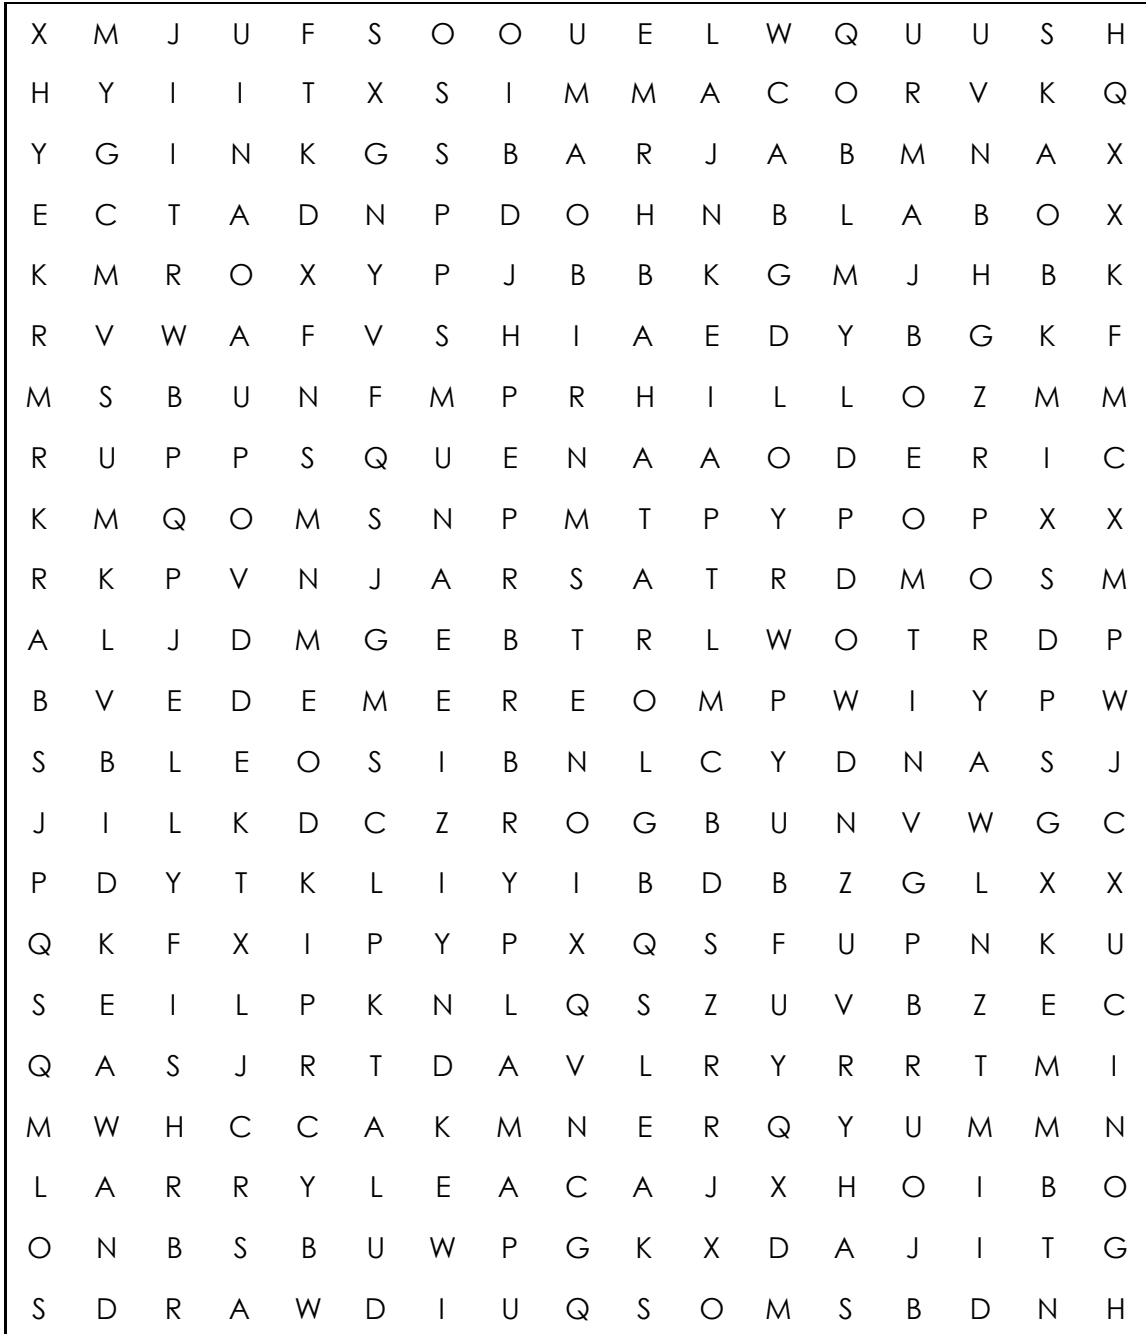 X M J U F S O O U E L W Q U U S H
H Y I I T X S I M M A C O R V K Q
Y G I N K G S B A R J A B M N A X
E C T A D N P D O H N B L A B O X
K M R O X Y P J B B K G M J H B K
R V W A F V S H I A E D Y B G K F
M S B U N F M P R H I L L O Z M M
R U P P S Q U E N A A O D E R I C
K M Q O M S N P M T P Y P O P X X
R K P V N J A R S A T R D M O S M
A L J D M G E B T R L W O T R D P
B V E D E M E R E O M P W I Y P W
S B L E O S I B N L C Y D N A S J
J I L K D C Z R O G B U N V W G C
P D Y T K L I Y I B D B Z G L X X
Q K F X I P Y P X Q S F U P N K U
S E I L P K N L Q S Z U V B Z E C
Q A S J R T D A V L R Y R R T M I
M W H C C A K M N E R Q Y U M M N
L A R R Y L E A C A J X H O I B O
O N B S B U W P G K X D A J I T G
S D R A W D I U Q S O M S B D N H